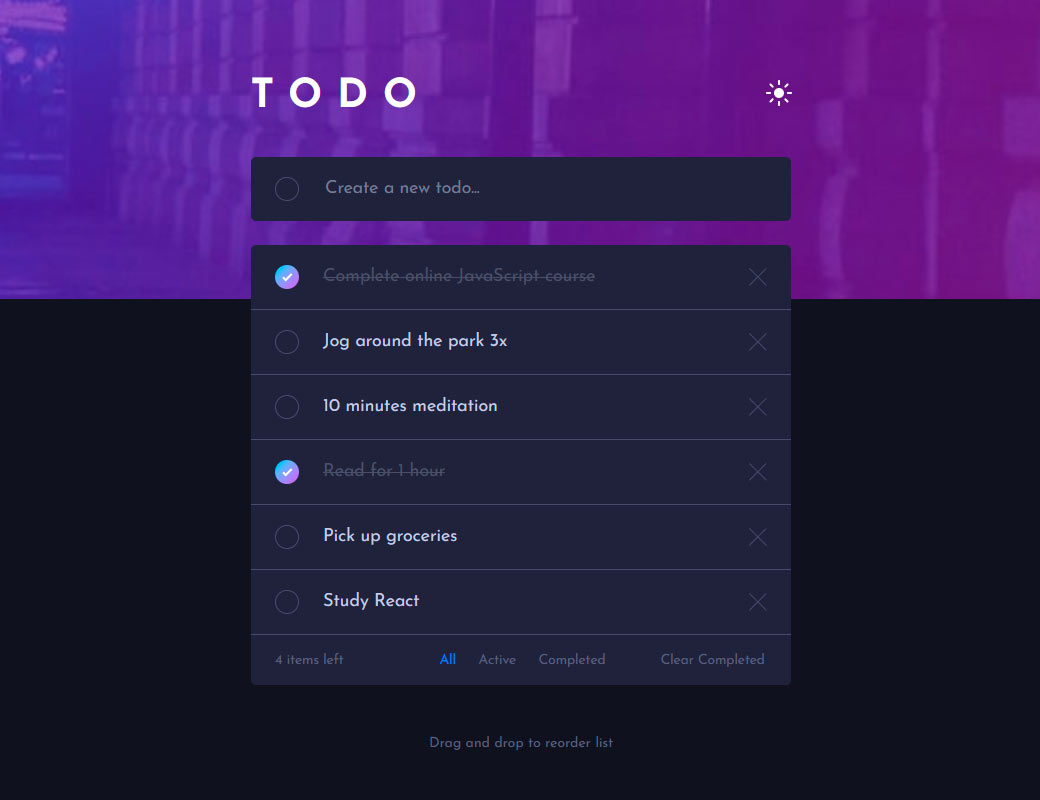 TODO
Create a new todo...
Complete online JavaScript course
Jog around the park 3x
10 minutes meditation
Read for 1 hour
Pick up groceries
Study React
4 items left All Active Completed Clear Completed
Drag and drop to reorder list